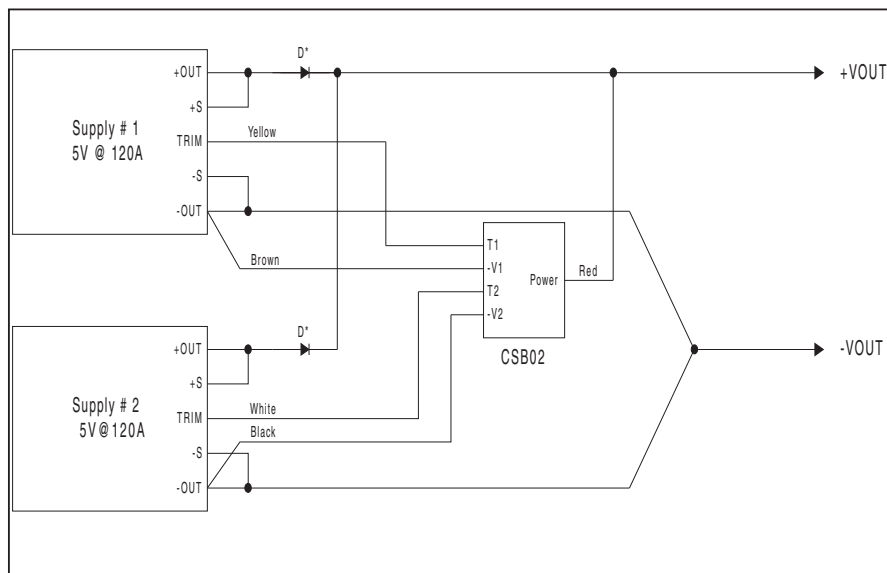 D*
+OUT
+VOUT
+S
Supply # 1
5V @ 120A
Yellow
TRIM
-S
-OUT
Brown
T1
-V1
T2
-V2
Power
Red
CSB02
D*
+OUT
-VOUT
+S
Supply # 2
5V@120A
White
TRIM
Black
-S
-OUT